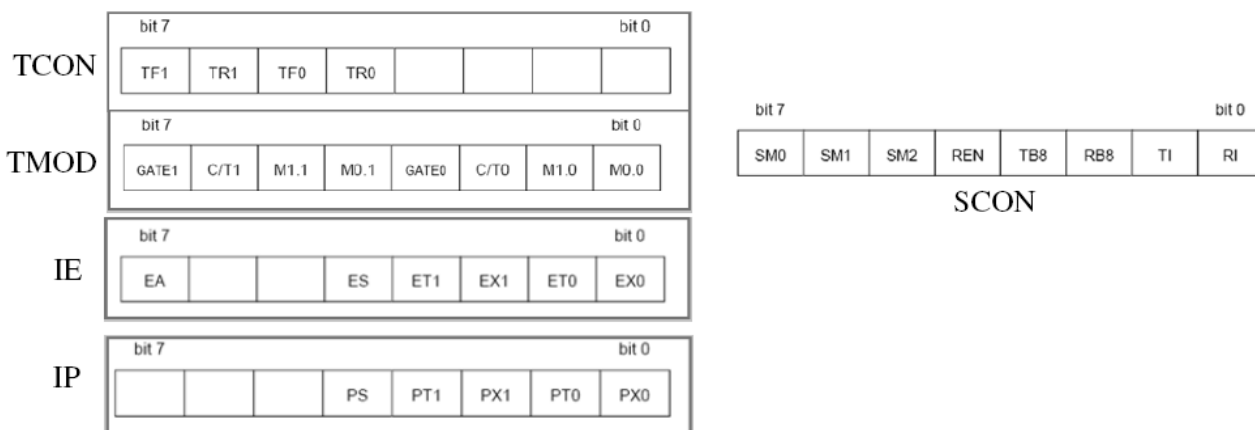 bit 7 bit 0
TCON TF1 TR1 TF0 TR0
bit 7 bit 0
TMOD GATE1 C/T1 M1.1 M0.1 GATE0 C/T0 M1.0 M0.0
bit 7 bit 0
IE EA ES ET1 EX1 ET0 EX0
bit 7 bit 0
IP PS PT1 PX1 PT0 PX0
bit 7 bit 0
SM0 SM1 SM2 REN TB8 RB8 TI RI
SCON